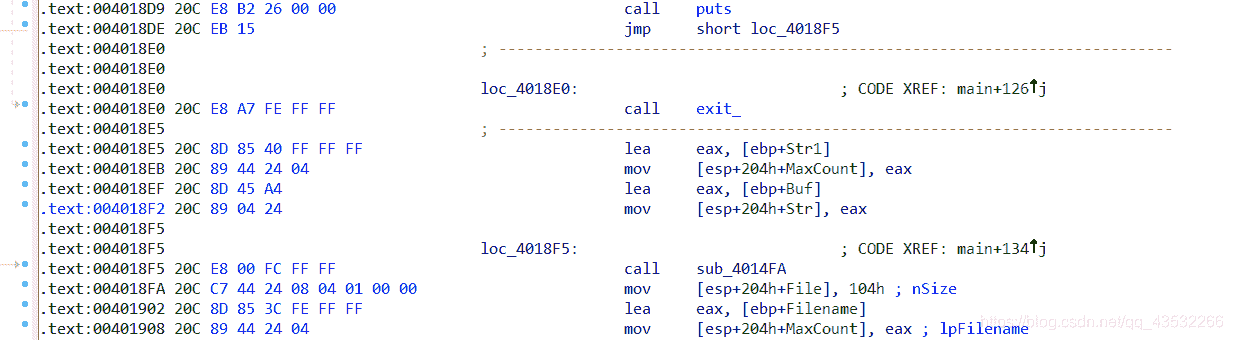 .text:004018D9 20C E8 B2 26 00 00 call puts
.text:004018DE 20C EB 15 jmp short loc_4018F5
.text:004018E0 ; ---------------------------------------------------------------------------
.text:004018E0
.text:004018E0 loc_4018E0: ; CODE XREF: main+126↑j
.text:004018E0 20C E8 A7 FE FF FF call exit_
.text:004018E5 ; ---------------------------------------------------------------------------
.text:004018E5 20C 8D 85 40 FF FF FF lea eax, [ebp+Str1]
.text:004018EB 20C 89 44 24 04 mov [esp+204h+MaxCount], eax
.text:004018EF 20C 8D 45 A4 lea eax, [ebp+Buf]
.text:004018F2 20C 89 04 24 mov [esp+204h+Str], eax
.text:004018F5
.text:004018F5 loc_4018F5: ; CODE XREF: main+134↑j
.text:004018F5 20C E8 00 FC FF FF call sub_4014FA
.text:004018FA 20C C7 44 24 08 04 01 00 00 mov [esp+204h+File], 104h ; nSize
.text:00401902 20C 8D 85 3C FE FF FF lea eax, [ebp+Filename]
.text:00401908 20C 89 44 24 04 mov [esp+204h+MaxCount], eax ; lpFilename
https://blog.csdn.net/qq_43532266